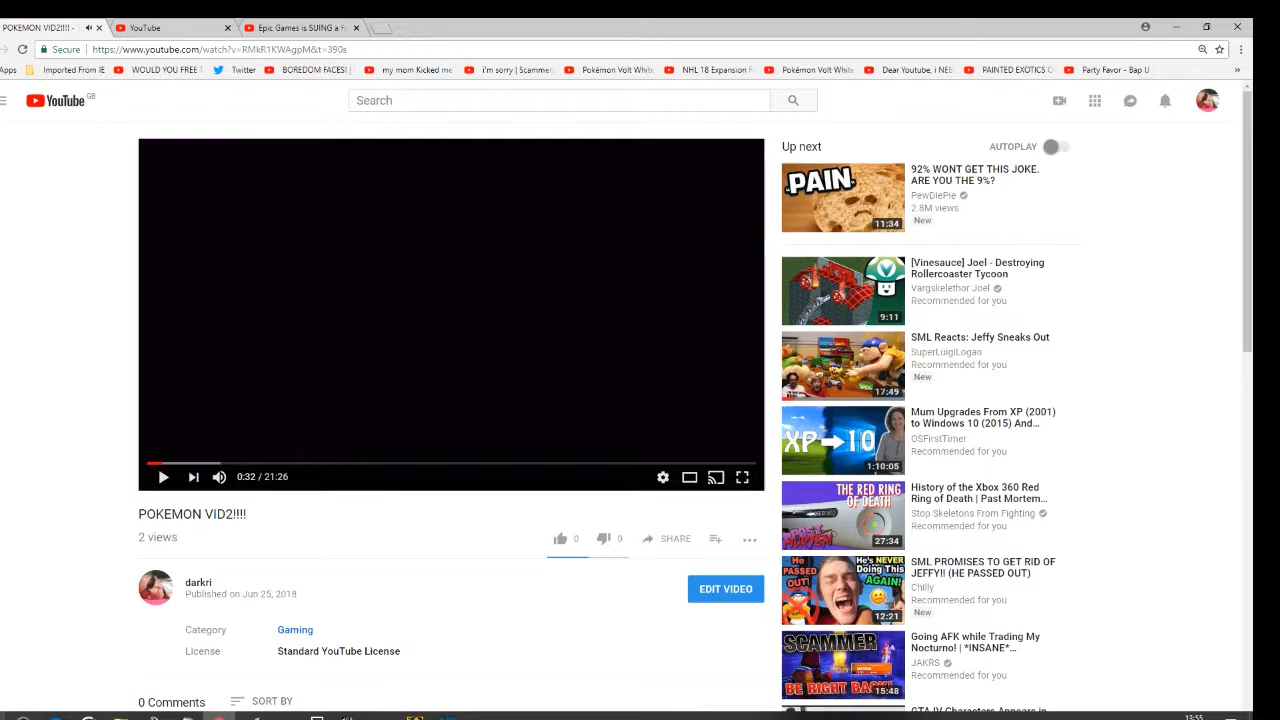 POKEMON VID2!!!! -
YouTube
Epic Games is SUING a F
Secure
https://www.youtube.com/watch?v=RMkR1KWAgpM&t=390s
Apps
Imported From IE
WOULD YOU FREE T
Twitter
BOREDOM FACES! |
my mom Kicked me
i'm sorry | Scammer
Pokémon Volt White
NHL 18 Expansion F
Pokémon Volt White
Dear Youtube, i NEE
PAINTED EXOTICS C
Party Favor - Bap U
»
YouTube GB
Search
Up next
AUTOPLAY
PAIN.
11:34
92% WONT GET THIS JOKE.
ARE YOU THE 9%?
PewDiePie
2.8M views
New
9:11
[Vinesauce] Joel - Destroying
Rollercoaster Tycoon
Vargskelethor Joel
Recommended for you
17:49
SML Reacts: Jeffy Sneaks Out
SuperLuigiLogan
Recommended for you
New
XP 10
1:10:05
Mum Upgrades From XP (2001)
to Windows 10 (2015) And…
OSFirstTimer
Recommended for you
THE RED RING
OF DEATH
PAST
MORTEM
27:34
History of the Xbox 360 Red
Ring of Death | Past Mortem…
Stop Skeletons From Fighting
Recommended for you
HE
PASSED
OUT!
He's NEVER
Doing This
AGAIN!
12:21
SML PROMISES TO GET RID OF
JEFFY!! (HE PASSED OUT)
Chilly
Recommended for you
New
SCAMMER
BE RIGHT BACK!
15:48
Going AFK while Trading My
Nocturno! | *INSANE*…
JAKRS
Recommended for you
GTA IV Characters Appears in
0:32 / 21:26
POKEMON VID2!!!!
2 views
0
0
SHARE
darkri
Published on Jun 25, 2018
EDIT VIDEO
Category
Gaming
License
Standard YouTube License
0 Comments
SORT BY
13:55